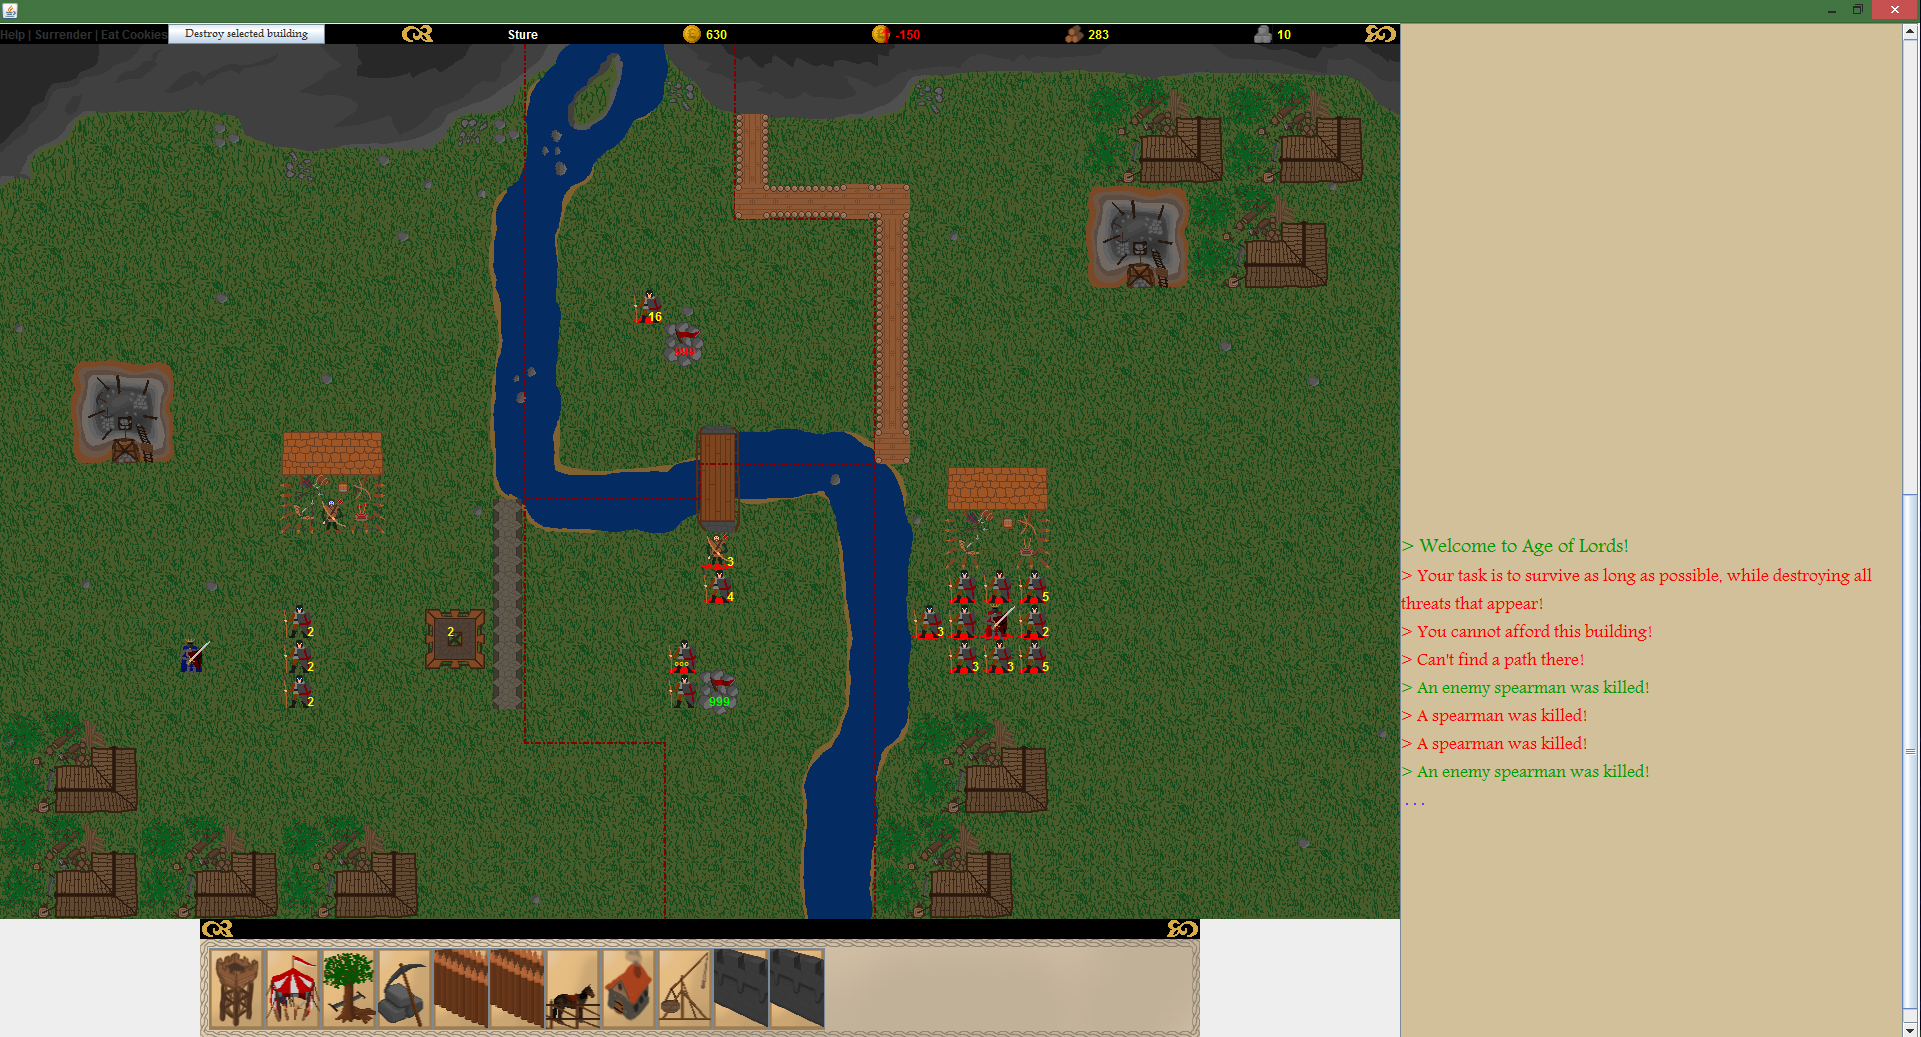 Help | Surrender | Eat Cookies Destroy selected building Sture 630 -150 283 10
16
999
3
4
5
2 2 3 2
2 3 3 5
2 999
> Welcome to Age of Lords!
> Your task is to survive as long as possible, while destroying all
threats that appear!
> You cannot afford this building!
> Can't find a path there!
> An enemy spearman was killed!
> A spearman was killed!
> A spearman was killed!
> An enemy spearman was killed!
. . .